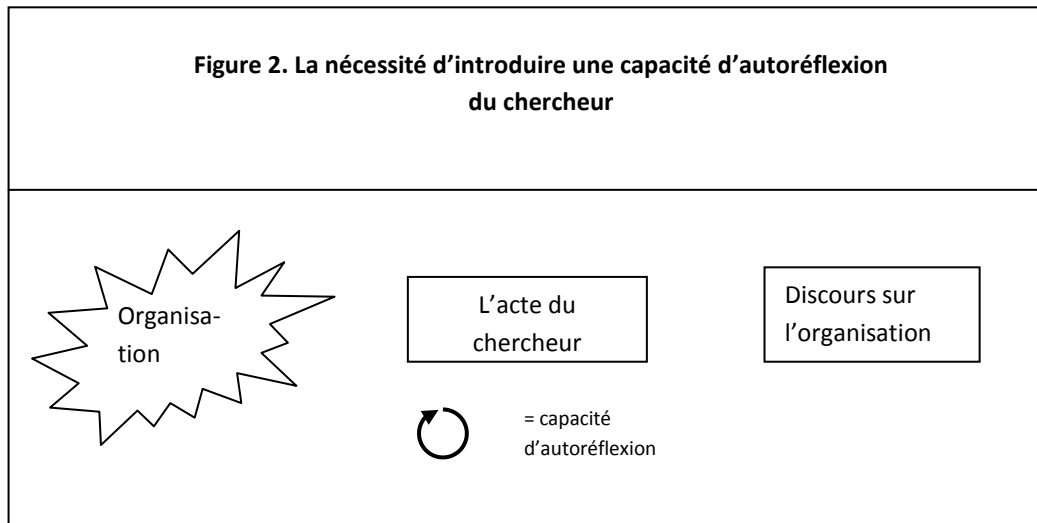 Figure 2. La nécessité d'introduire une capacité d'autoréflexion
du chercheur
Organisa-
tion
L'acte du
chercheur
Discours sur
l'organisation
= capacité
d'autoréflexion